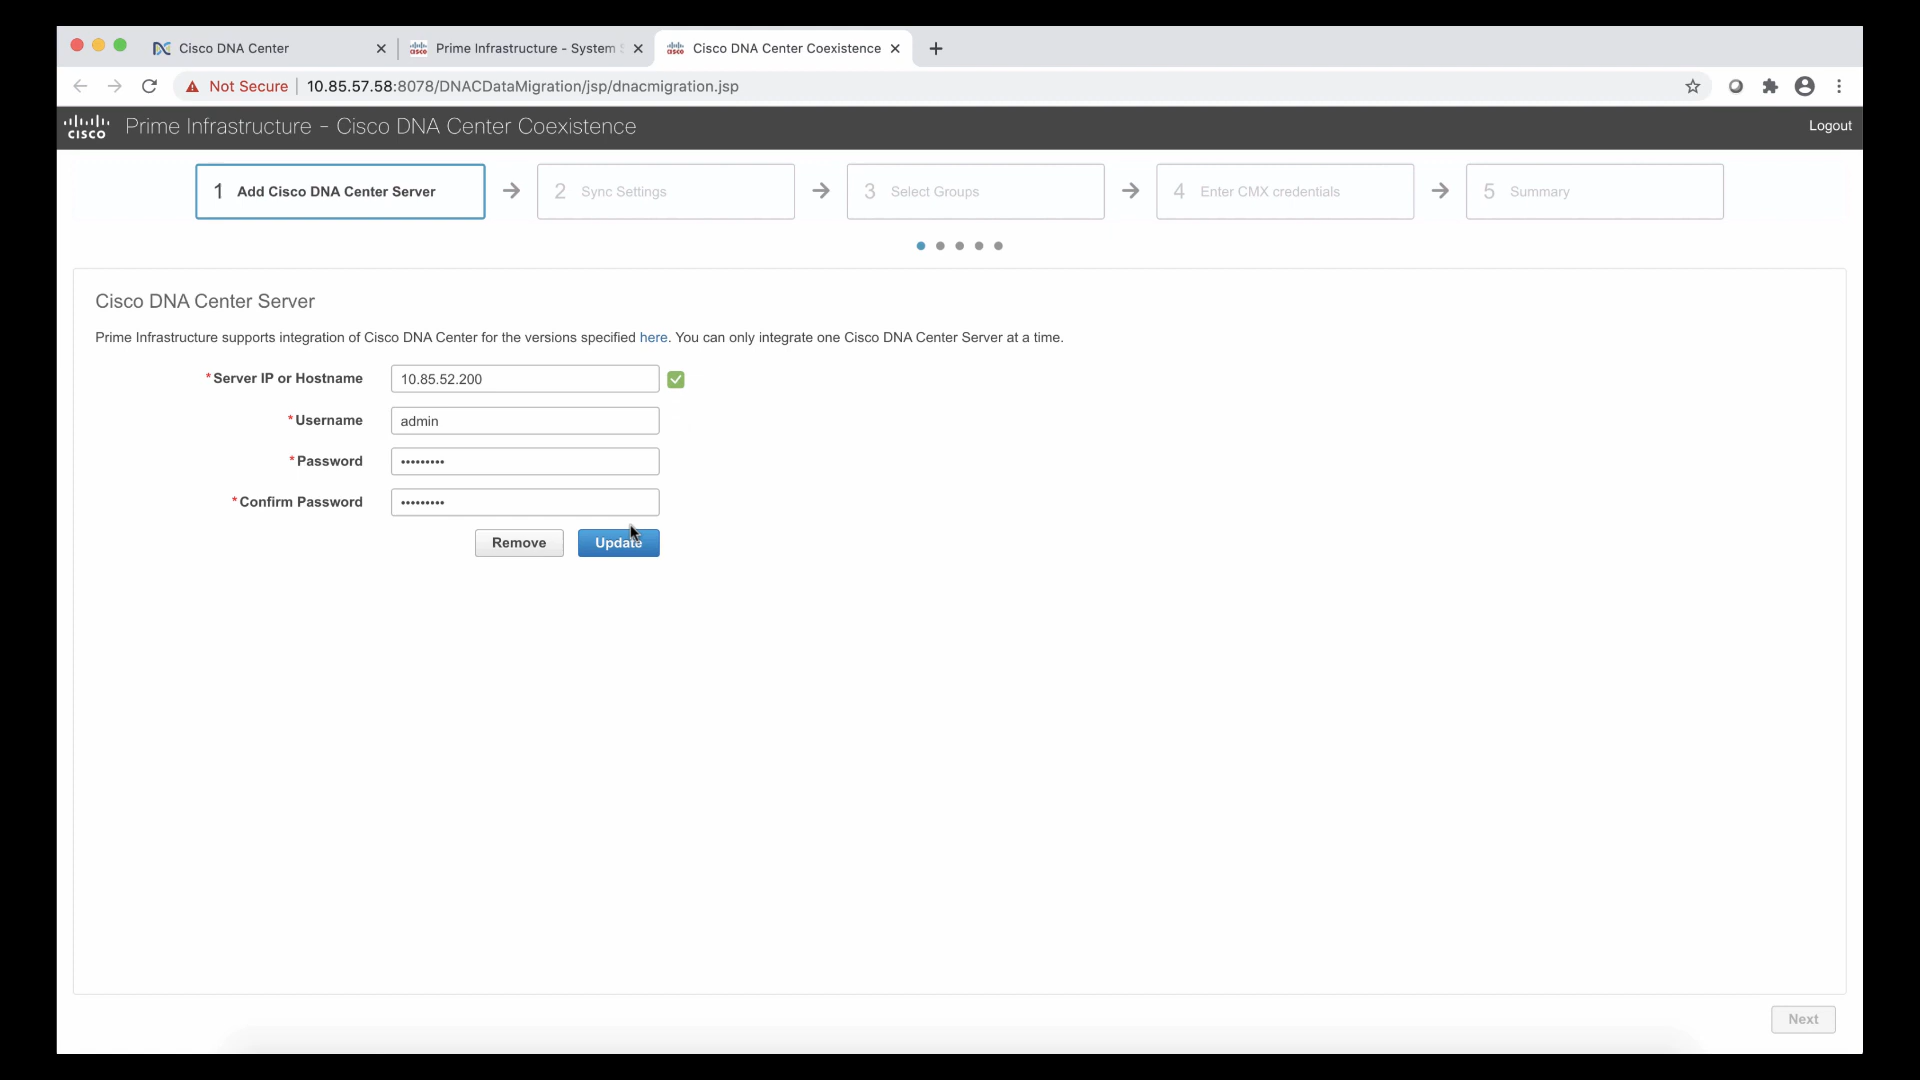 Cisco DNA Center
Prime Infrastructure - System
Cisco DNA Center Coexistence
Not Secure
10.85.57.58:8078/DNACDataMigration/jsp/dnacmigration.jsp
cisco
Prime Infrastructure - Cisco DNA Center Coexistence
Logout
1 Add Cisco DNA Center Server
2 Sync Settings
3 Select Groups
4 Enter CMX credentials
5 Summary
Cisco DNA Center Server
Prime Infrastructure supports integration of Cisco DNA Center for the versions specified here. You can only integrate one Cisco DNA Center Server at a time.
*Server IP or Hostname
10.85.52.200
*Username
admin
*Password
•••••••••
*Confirm Password
•••••••••
Remove
Update
Next